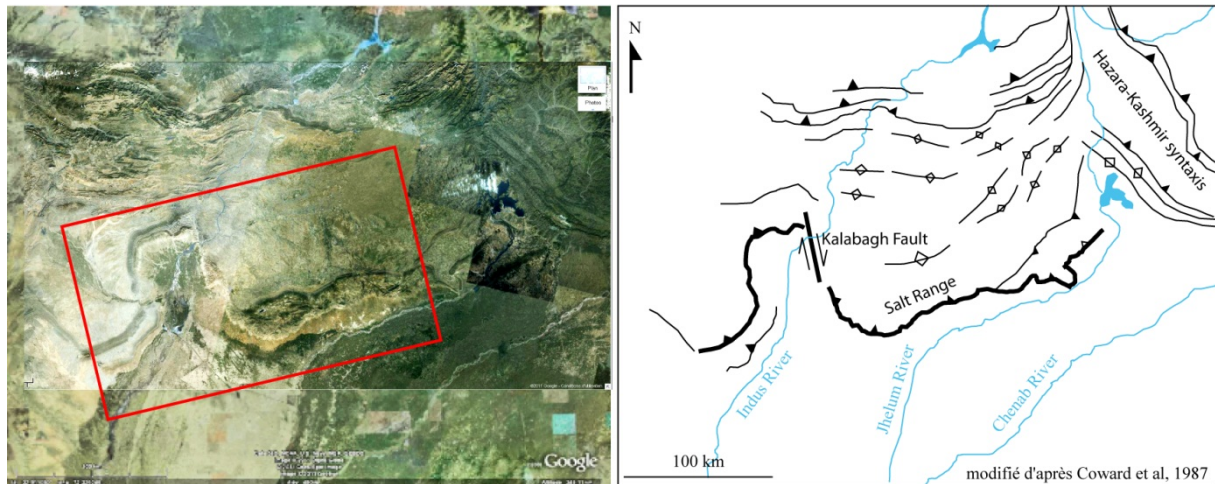 Plan
Photos
Google
N
Hazara-Kashmir syntaxis
Kalabagh Fault
Salt Range
Indus River
Jhelum River
Chenab River
100 km
modifié d'après Coward et al, 1987